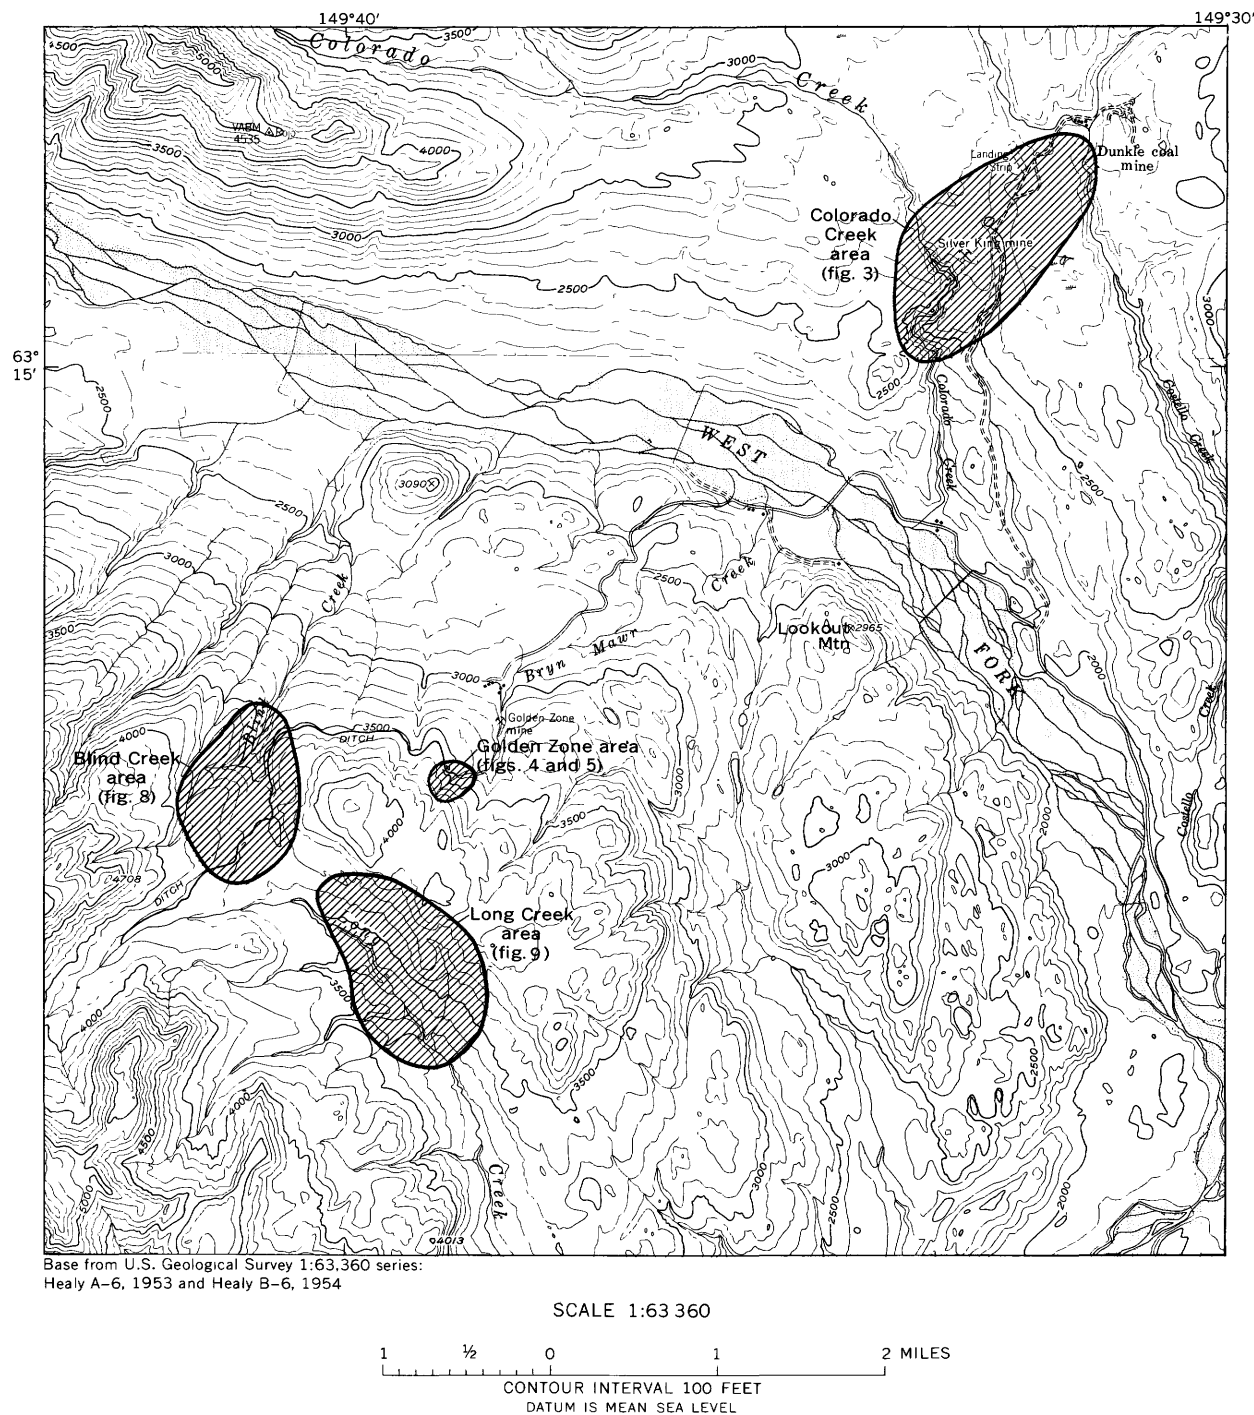 149°40′
149°30′
4500
5000
Colorado
3500
3000
Creek
VABM
4535
3500
4000
Landing
Strip
Dunkle coal
mine
Colorado
Creek
area
(fig. 3)
Silver King mine
3000
2500
3000
63°
15′
2500
2500
Colorado
Creek
Costello
Creek
WEST
3090
2500
2500
3000
Creek
2500
Creek
Lookout
Mtn
2965
3500
FORK
2000
Bryn Mawr
3000
Creek
Golden Zone
mine
Blind
4000
3500
DITCH
Golden Zone area
(figs. 4 and 5)
Blind Creek
area
(fig. 8)
3000
2000
Costello
3500
4000
3000
4708
DITCH
Long
Long Creek
area
(fig. 9)
3500
4000
3500
2500
4000
4500
Creek
3000
2500
2000
5000
4013
Base from U.S. Geological Survey 1:63,360 series:
Healy A–6, 1953 and Healy B–6, 1954
SCALE 1:63 360
1 ½ 0 1 2 MILES
CONTOUR INTERVAL 100 FEET
DATUM IS MEAN SEA LEVEL